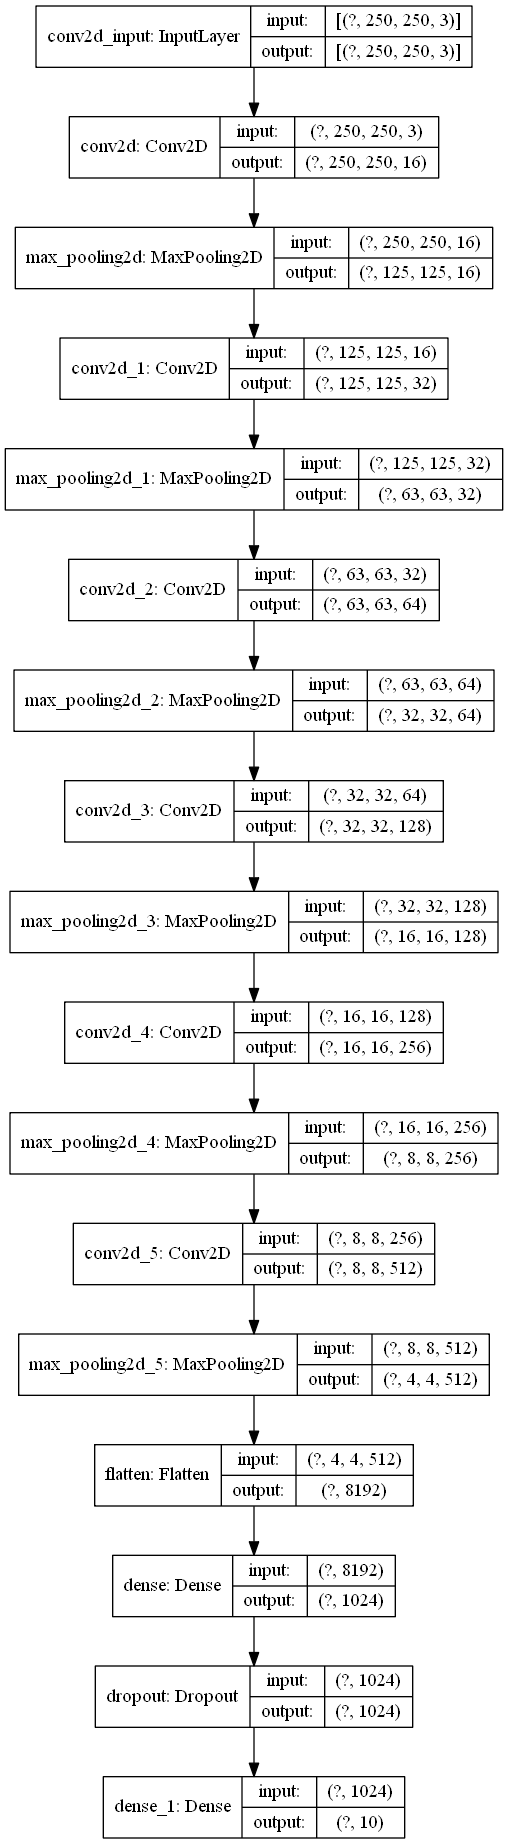 conv2d_input: InputLayer
input: [(?, 250, 250, 3)]
output: [(?, 250, 250, 3)]
conv2d: Conv2D
input: (?, 250, 250, 3)
output: (?, 250, 250, 16)
max_pooling2d: MaxPooling2D
input: (?, 250, 250, 16)
output: (?, 125, 125, 16)
conv2d_1: Conv2D
input: (?, 125, 125, 16)
output: (?, 125, 125, 32)
max_pooling2d_1: MaxPooling2D
input: (?, 125, 125, 32)
output: (?, 63, 63, 32)
conv2d_2: Conv2D
input: (?, 63, 63, 32)
output: (?, 63, 63, 64)
max_pooling2d_2: MaxPooling2D
input: (?, 63, 63, 64)
output: (?, 32, 32, 64)
conv2d_3: Conv2D
input: (?, 32, 32, 64)
output: (?, 32, 32, 128)
max_pooling2d_3: MaxPooling2D
input: (?, 32, 32, 128)
output: (?, 16, 16, 128)
conv2d_4: Conv2D
input: (?, 16, 16, 128)
output: (?, 16, 16, 256)
max_pooling2d_4: MaxPooling2D
input: (?, 16, 16, 256)
output: (?, 8, 8, 256)
conv2d_5: Conv2D
input: (?, 8, 8, 256)
output: (?, 8, 8, 512)
max_pooling2d_5: MaxPooling2D
input: (?, 8, 8, 512)
output: (?, 4, 4, 512)
flatten: Flatten
input: (?, 4, 4, 512)
output: (?, 8192)
dense: Dense
input: (?, 8192)
output: (?, 1024)
dropout: Dropout
input: (?, 1024)
output: (?, 1024)
dense_1: Dense
input: (?, 1024)
output: (?, 10)